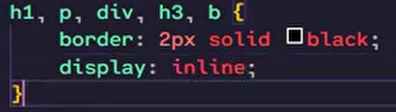 h1, p, div, h3, b {
    border: 2px solid black;
    display: inline;
}